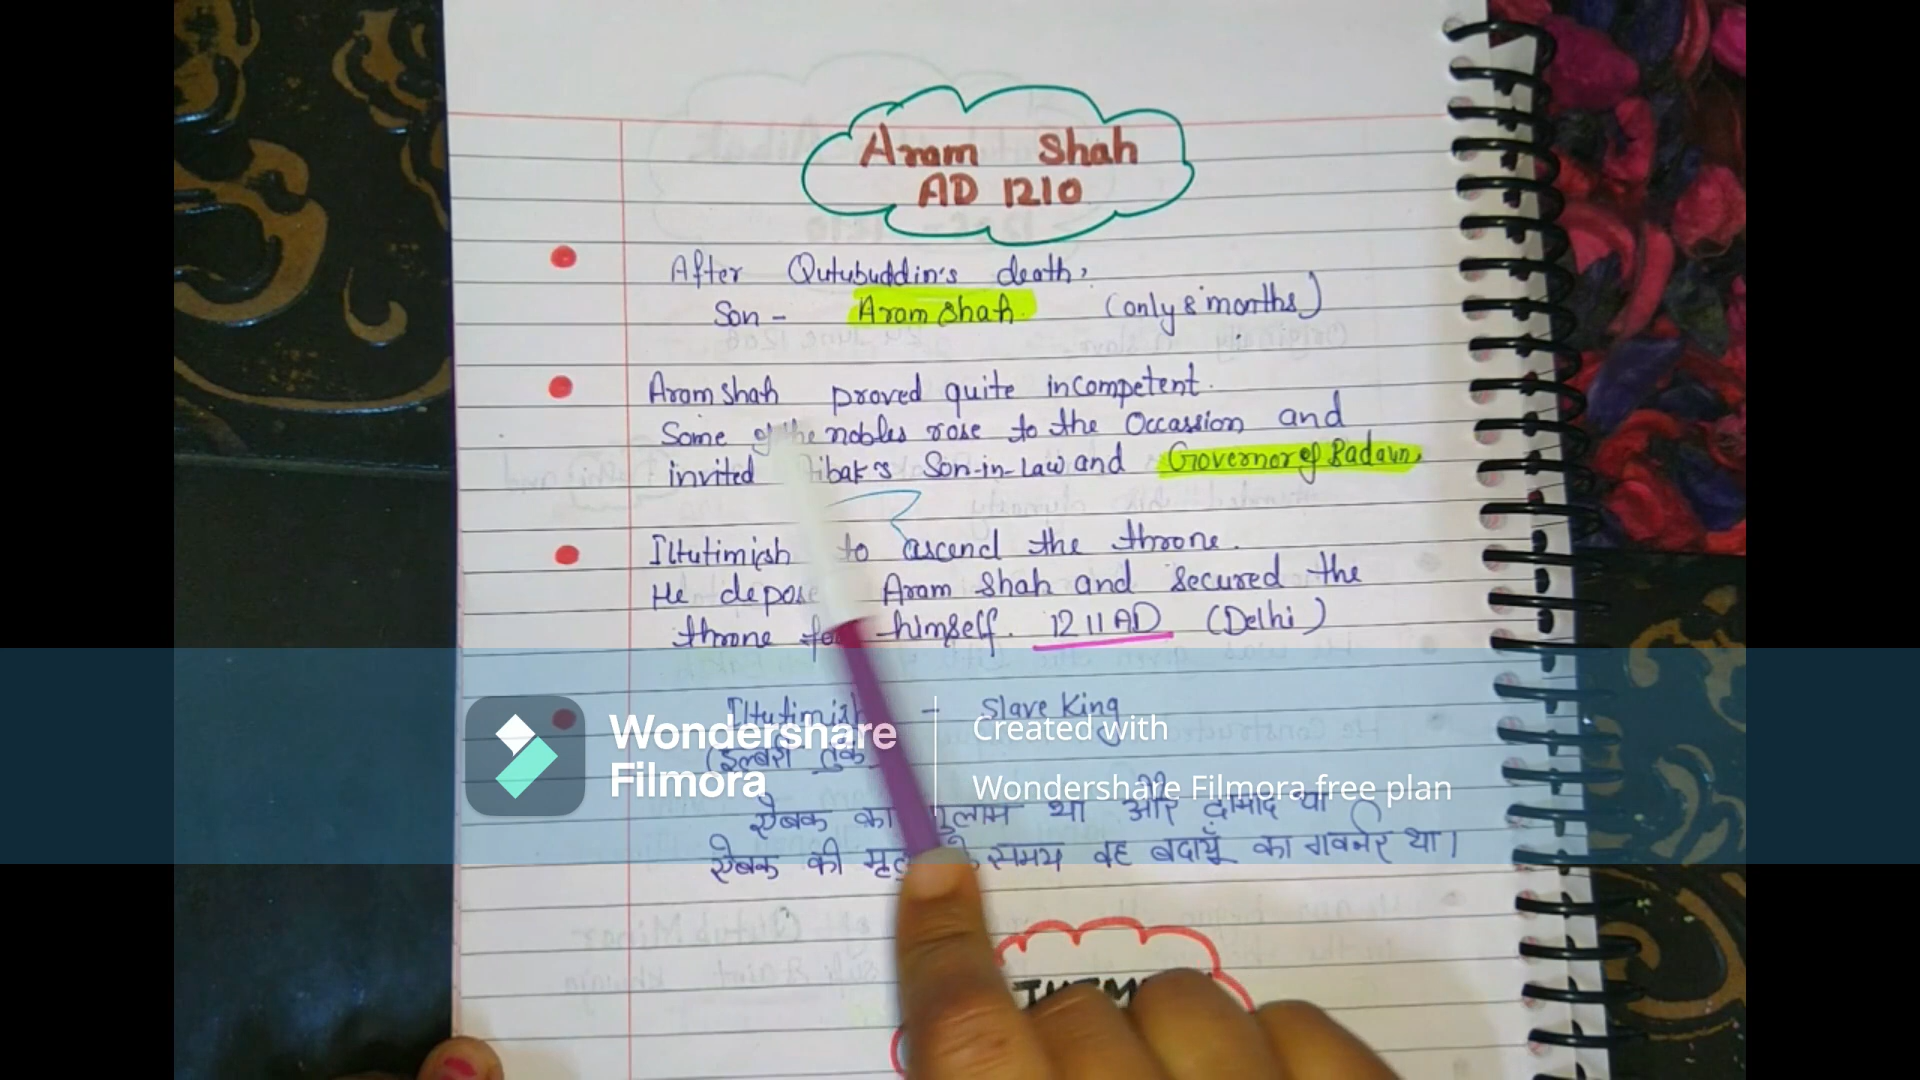 Aram Shah
AD 1210
After Qutubuddin's death,
Son - Aram Shah. (only 8 months)
Aram Shah proved quite incompetent.
Some of the nobles rose to the Occassion and
invited Aibak's Son-in-Law and Governor of Badaun,
Iltutimish to ascend the throne.
He depose Aram Shah and secured the
throne for himself. 1211 AD (Delhi)
Iltutimish - Slave King
(इल्बरी तुर्क
ऐबक का गुलाम था और दामाद था
ऐबक की के समय वह बदायूँ का गवर्नर था।
Wondershare
Filmora
Created with
Wondershare Filmora free plan